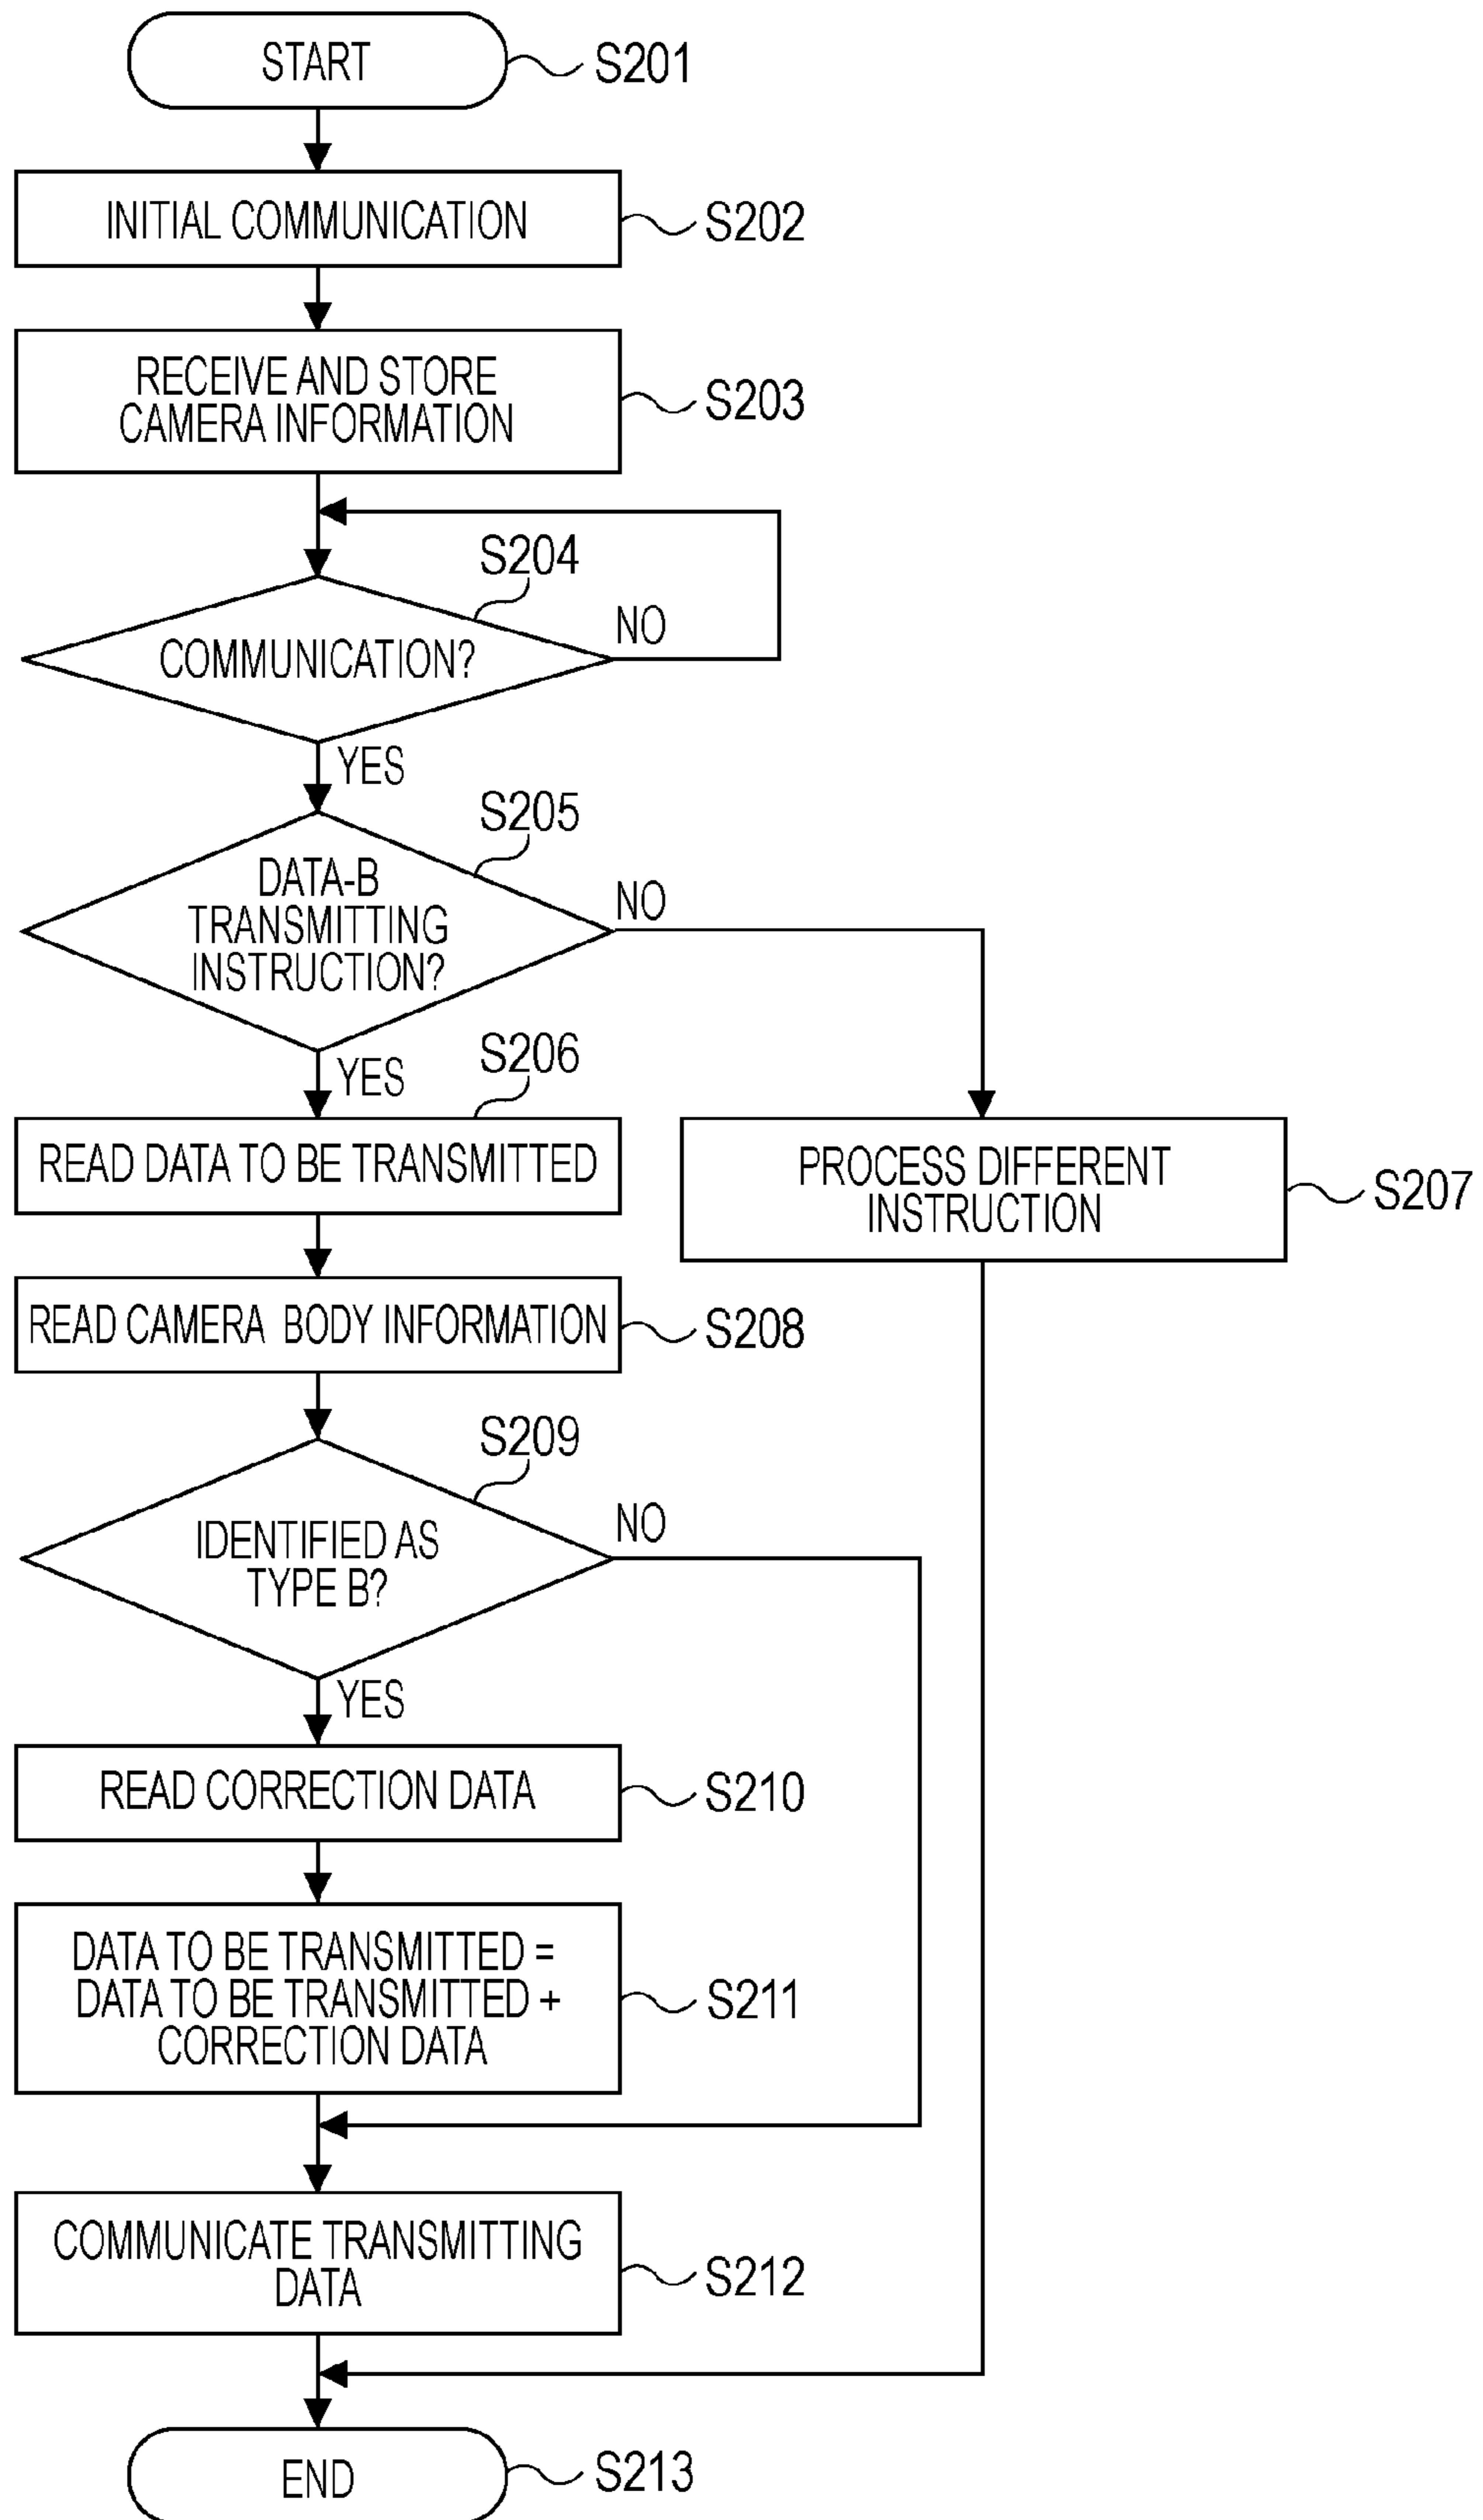 START
S201
INITIAL COMMUNICATION
S202
RECEIVE AND STORE
CAMERA INFORMATION
S203
S204
COMMUNICATION?
NO
YES
S205
DATA-B
TRANSMITTING
INSTRUCTION?
NO
YES
S206
READ DATA TO BE TRANSMITTED
PROCESS DIFFERENT
INSTRUCTION
S207
READ CAMERA BODY INFORMATION
S208
S209
IDENTIFIED AS
TYPE B?
NO
YES
READ CORRECTION DATA
S210
DATA TO BE TRANSMITTED =
DATA TO BE TRANSMITTED +
CORRECTION DATA
S211
COMMUNICATE TRANSMITTING
DATA
S212
END
S213